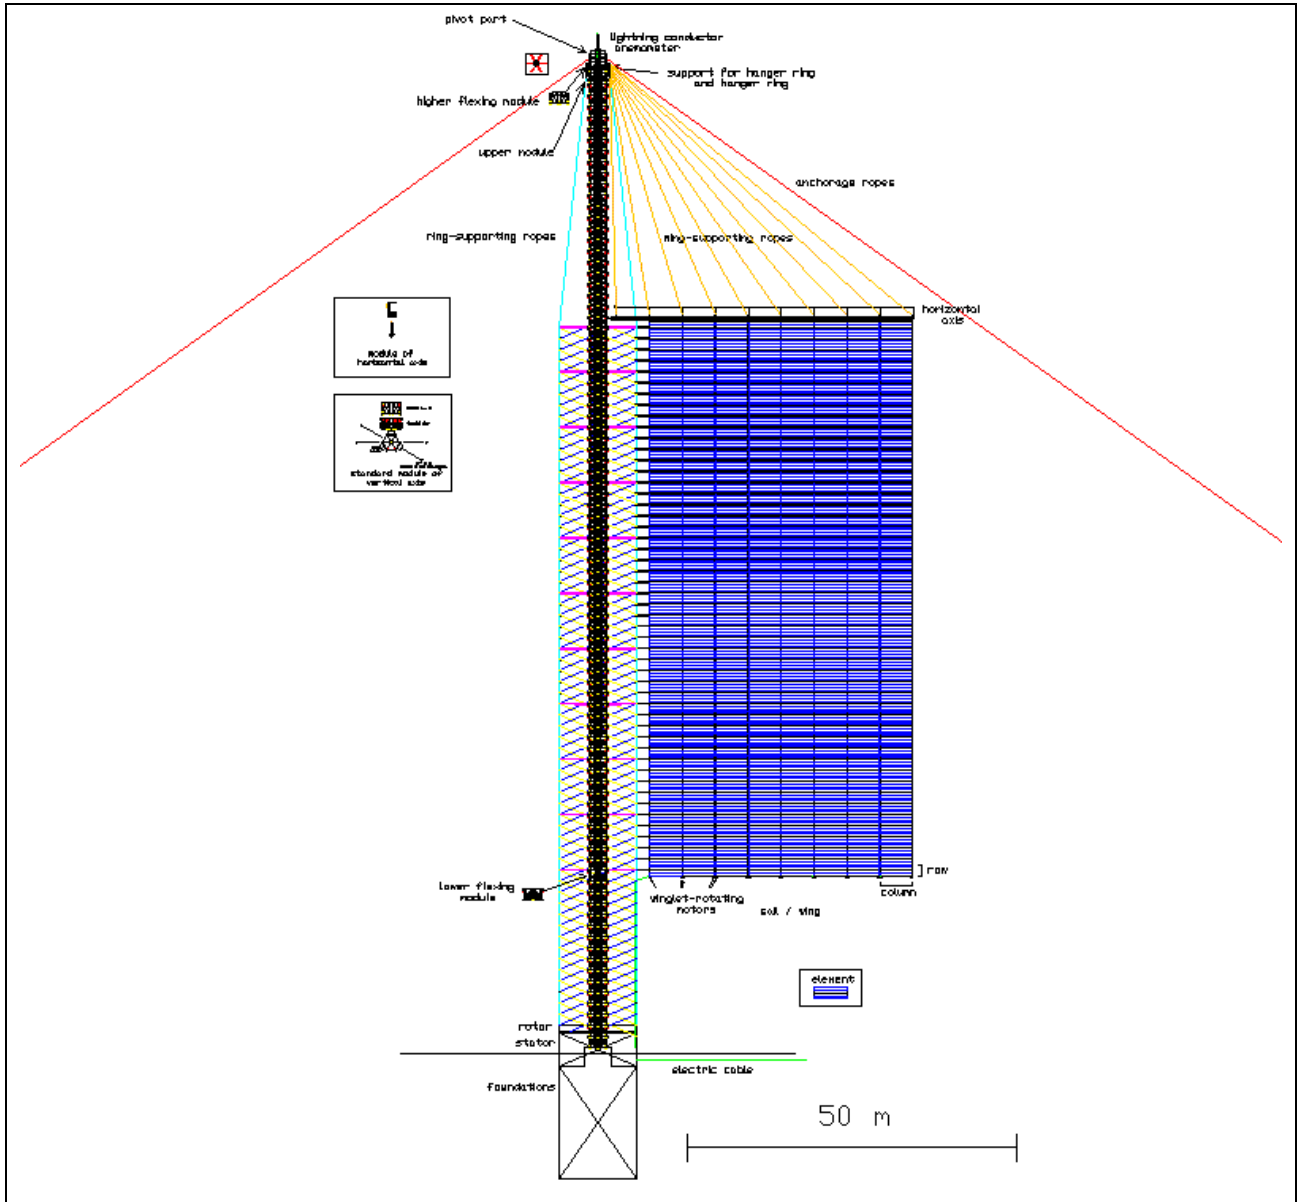 pivot part
lightning conductor
anemometer
support for hanger ring
and hanger ring
higher flexing module
upper module
anchorage ropes
ring-supporting ropes
wing-supporting ropes
horizontal
axis
module of
horizontal axis
standard module of
vertical axis
lower flexing
module
row
column
winglet-rotating
motors
sail / wing
element
rotor
stator
electric cable
foundations
50 m